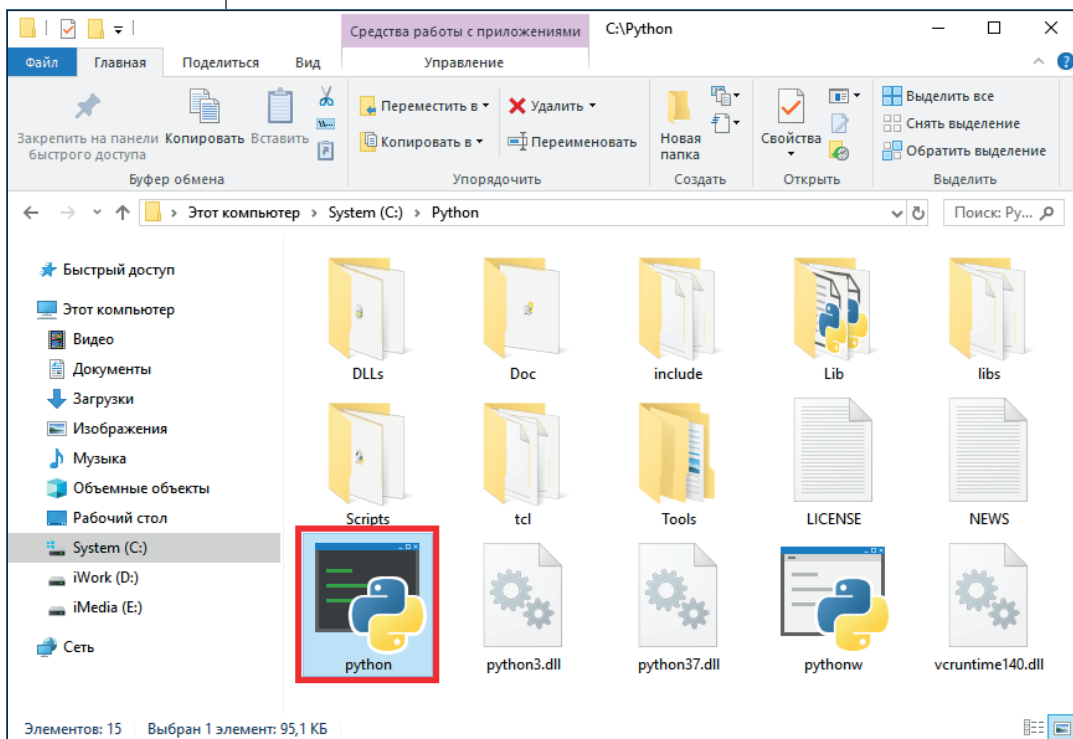 Средства работы с приложениями
C:\Python
Файл Главная Поделиться Вид Управление
Закрепить на панели быстрого доступа
Копировать
Вставить
Переместить в
Копировать в
Удалить
Переименовать
Новая папка
Свойства
Выделить все
Снять выделение
Обратить выделение
Буфер обмена Упорядочить Создать Открыть Выделить
Этот компьютер › System (C:) › Python
Поиск: Py...
Быстрый доступ
Этот компьютер
Видео
Документы
Загрузки
Изображения
Музыка
Объемные объекты
Рабочий стол
System (C:)
iWork (D:)
iMedia (E:)
Сеть
DLLs Doc include Lib libs
Scripts tcl Tools LICENSE NEWS
python python3.dll python37.dll pythonw vcruntime140.dll
Элементов: 15 Выбран 1 элемент: 95,1 КБ